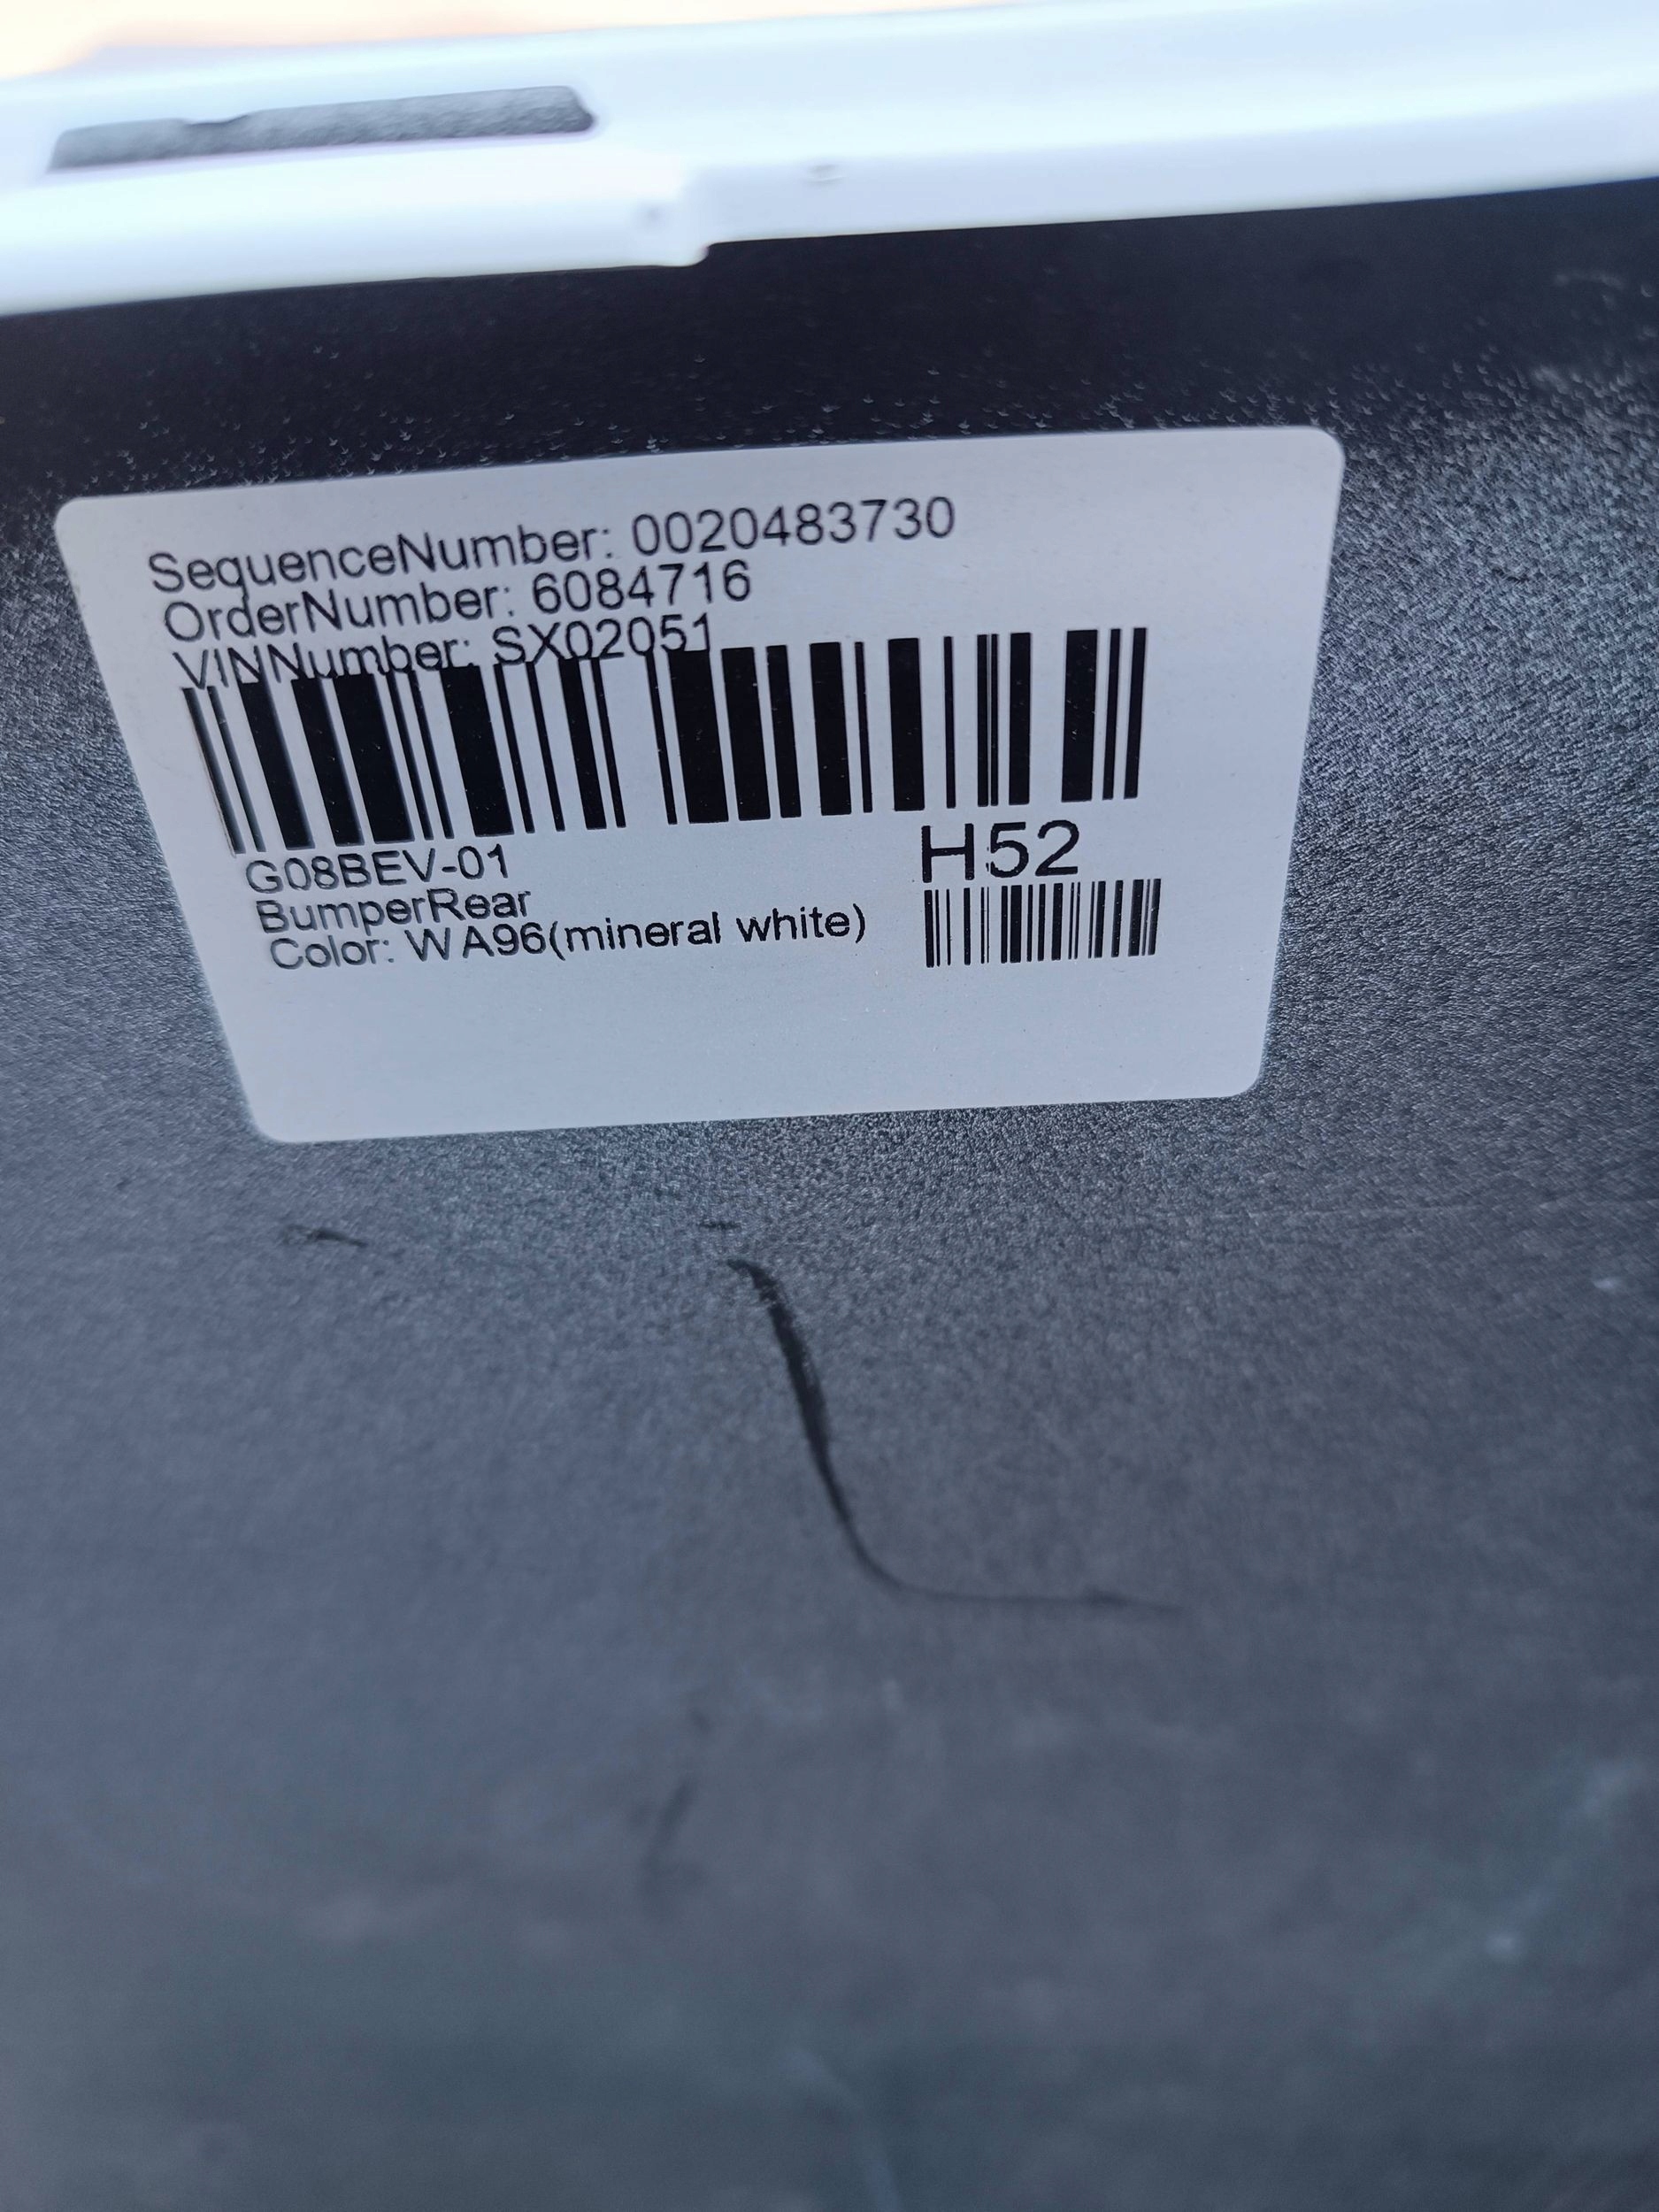 SequenceNumber: 0020483730
OrderNumber: 6084716
VINNumber: SX02051
G08BEV-01
H52
BumperRear
Color: WA96(mineral white)